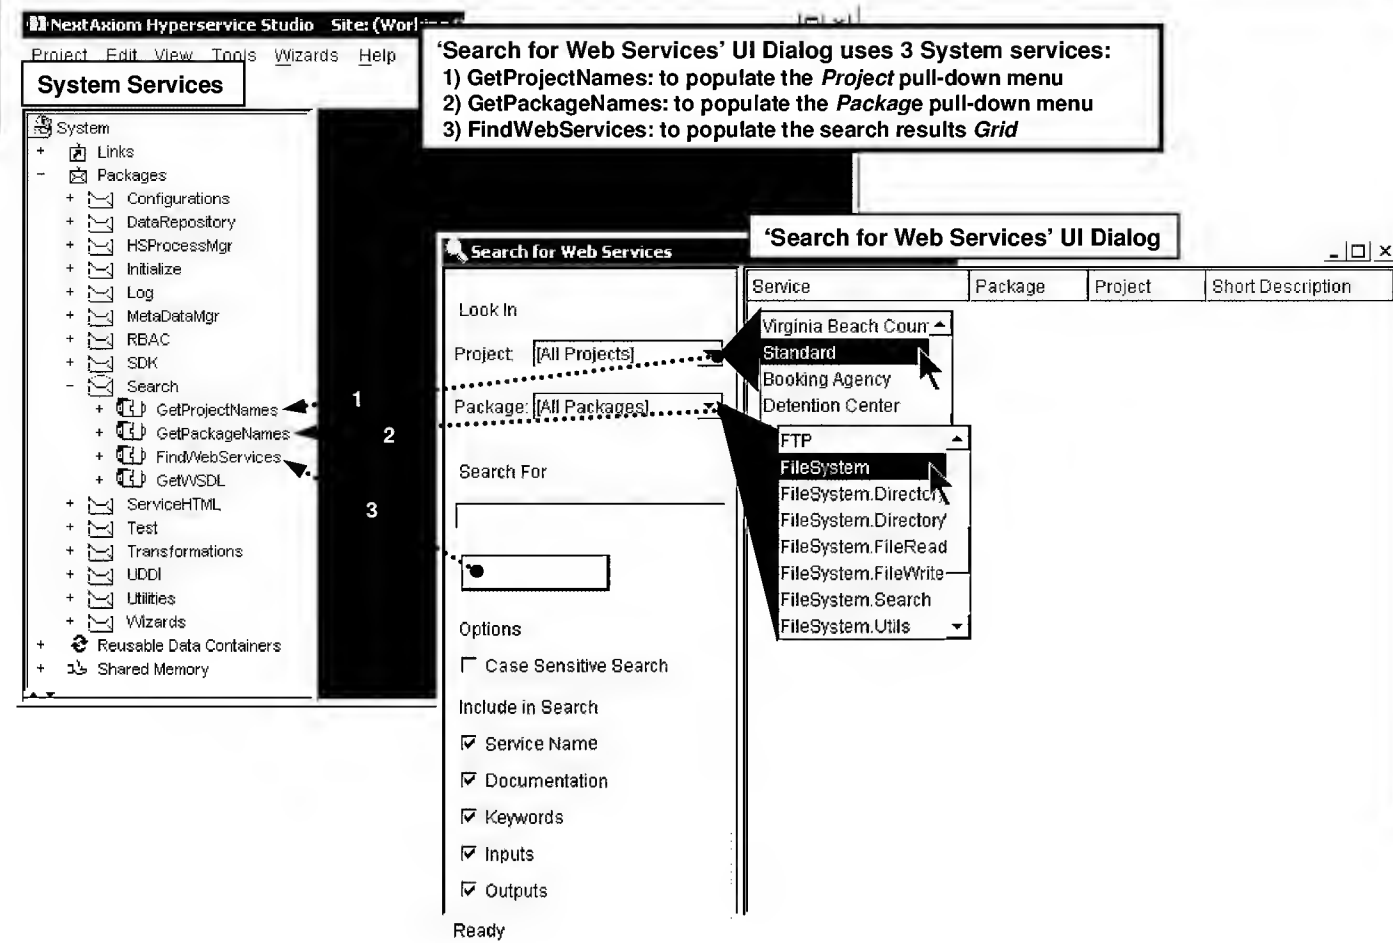 NextAxiom Hyperservice Studio Site: (Working
Project Edit View Tools Wizards Help
'Search for Web Services' UI Dialog uses 3 System services:
1) GetProjectNames: to populate the Project pull-down menu
2) GetPackageNames: to populate the Package pull-down menu
3) FindWebServices: to populate the search results Grid
System Services
System
+ Links
- Packages
+ Configurations
+ DataRepository
+ HSProcessMgr
+ Initialize
+ Log
+ MetaDataMgr
+ RBAC
+ SDK
- Search
+ GetProjectNames
+ GetPackageNames
+ FindWebServices
+ GetWSDL
+ ServiceHTML
+ Test
+ Transformations
+ UDDI
+ Utilities
+ Wizards
+ Reusable Data Containers
+ Shared Memory
1
2
3
'Search for Web Services' UI Dialog
Search for Web Services
Look In
Project: [All Projects]
Package: [All Packages]
Search For
Options
Case Sensitive Search
Include in Search
Service Name
Documentation
Keywords
Inputs
Outputs
Ready
Service Package Project Short Description
Virginia Beach Coun
Standard
Booking Agency
Detention Center
FTP
FileSystem
FileSystem.Directory
FileSystem.Directory
FileSystem.FileRead
FileSystem.FileWrite
FileSystem.Search
FileSystem.Utils